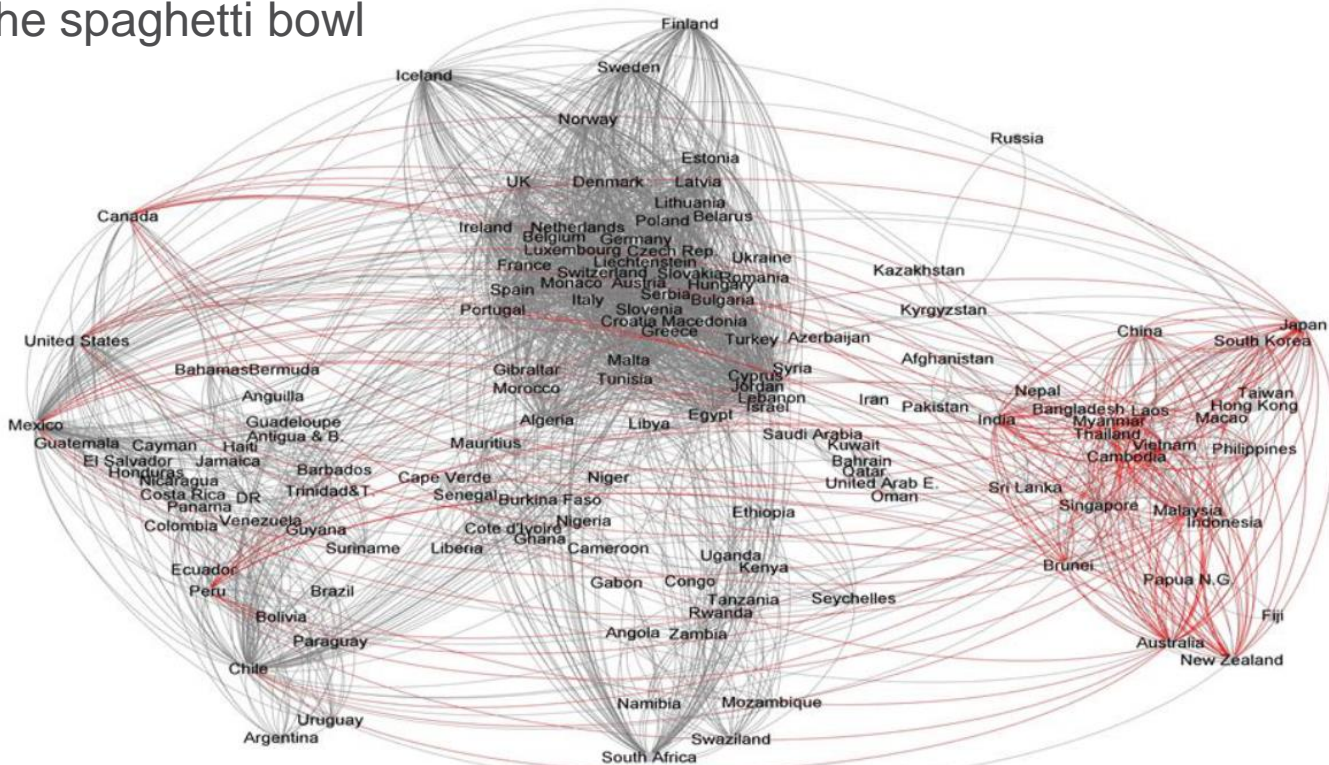 he spaghetti bowl
Finland
Sweden
Iceland
Norway
Russia
Estonia
UK
Denmark
Latvia
Lithuania
Canada
Poland
Belarus
Ireland
Netherlands
Belgium
Germany
Luxembourg
Czech Rep.
Ukraine
Liechtenstein
France
Switzerland
Slovakia
Romania
Kazakhstan
Monaco
Austria
Hungary
Spain
Serbia
Bulgaria
Italy
Portugal
Slovenia
Kyrgyzstan
Croatia
Macedonia
Greece
Japan
China
United States
Turkey
Azerbaijan
South Korea
Malta
Afghanistan
Bahamas
Bermuda
Gibraltar
Syria
Cyprus
Tunisia
Morocco
Jordan
Nepal
Taiwan
Anguilla
Lebanon
Iran
Israel
Pakistan
Bangladesh
Laos
Hong Kong
Egypt
Macao
Guadeloupe
Algeria
Libya
India
Myanmar
Mexico
Antigua & B.
Saudi Arabia
Thailand
Guatemala
Cayman
Haiti
Mauritius
Kuwait
Vietnam
Philippines
El Salvador
Jamaica
Bahrain
Cambodia
Honduras
Barbados
Qatar
Nicaragua
Cape Verde
Niger
United Arab E.
Sri Lanka
Costa Rica
DR
Trinidad&T.
Senegal
Burkina Faso
Oman
Panama
Singapore
Malaysia
Colombia
Venezuela
Guyana
Cote d'Ivoire
Nigeria
Ethiopia
Indonesia
Ghana
Suriname
Liberia
Cameroon
Uganda
Kenya
Brunei
Ecuador
Peru
Brazil
Gabon
Congo
Papua N.G.
Tanzania
Seychelles
Bolivia
Rwanda
Fiji
Paraguay
Angola
Zambia
Australia
New Zealand
Chile
Namibia
Mozambique
Uruguay
Argentina
Swaziland
South Africa